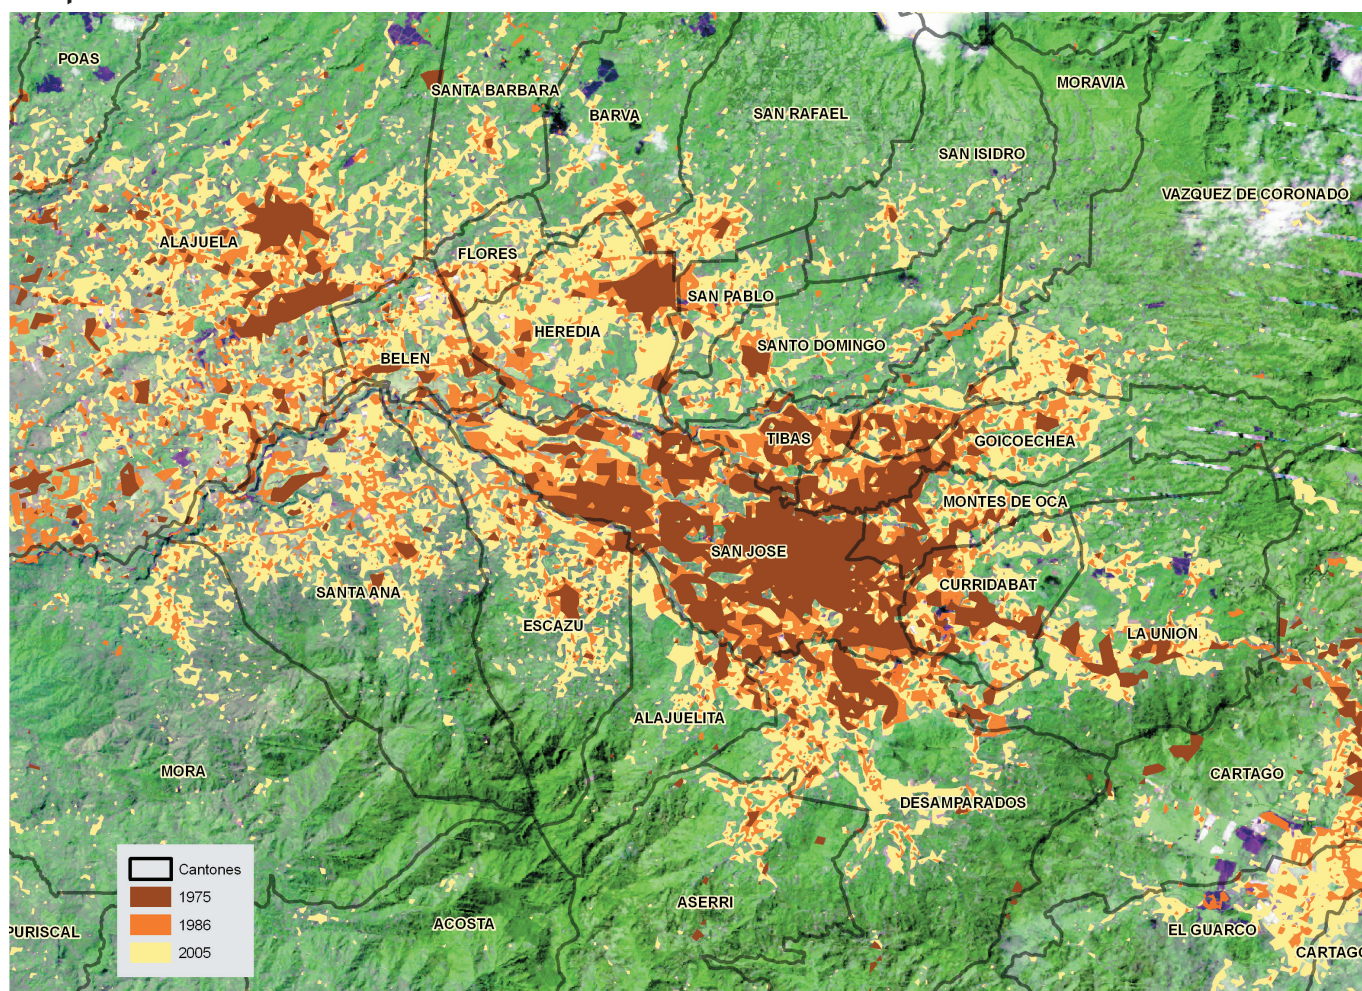 POAS
SANTA BARBARA
MORAVIA
BARVA
SAN RAFAEL
SAN ISIDRO
VAZQUEZ DE CORONADO
ALAJUELA
FLORES
SAN PABLO
HEREDIA
SANTO DOMINGO
BELEN
TIBAS
GOICOECHEA
MONTES DE OCA
SAN JOSE
CURRIDABAT
SANTA ANA
ESCAZU
LA UNION
ALAJUELITA
MORA
CARTAGO
DESAMPARADOS
Cantones
1975
1986
2005
ASERRI
ACOSTA
PURISCAL
EL GUARCO
CARTAGO